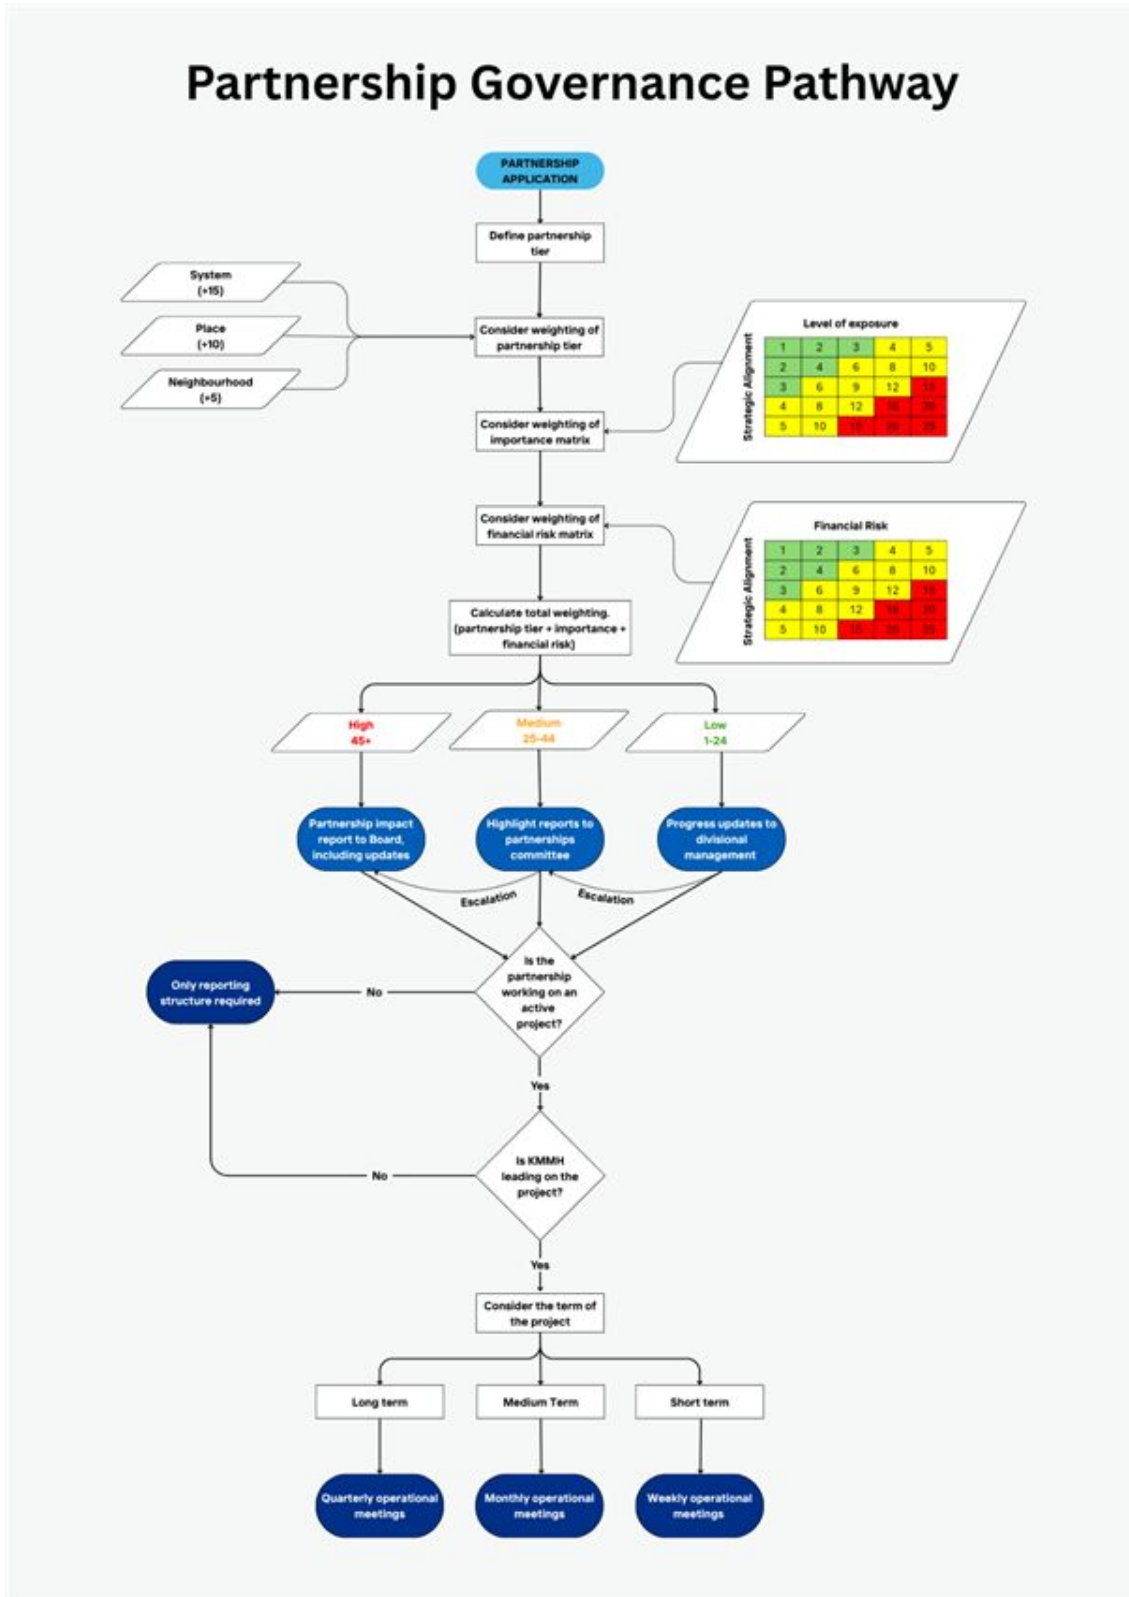 Partnership Governance Pathway
PARTNERSHIP
APPLICATION
Define partnership
tier
System
(+15)
Place
(+10)
Neighbourhood
(+5)
Consider weighting of
partnership tier
Level of exposure
Strategic Alignment
1 2 3 4 5
2 4 6 8 10
3 6 9 12 15
4 8 12 16 20
5 10 15 20 25
Consider weighting of
importance matrix
Consider weighting of
financial risk matrix
Financial Risk
Strategic Alignment
1 2 3 4 5
2 4 6 8 10
3 6 9 12 15
4 8 12 16 20
5 10 15 20 25
Calculate total weighting.
(partnership tier + importance +
financial risk)
High
45+
Medium
25-44
Low
1-24
Partnership impact
report to Board,
including updates
Highlight reports to
partnerships
committee
Progress updates to
divisional
management
Escalation
Escalation
Is the
partnership
working on an
active
project?
No
Only reporting
structure required
Yes
Is KMMH
leading on the
project?
No
Yes
Consider the term of
the project
Long term
Medium Term
Short term
Quarterly operational
meetings
Monthly operational
meetings
Weekly operational
meetings